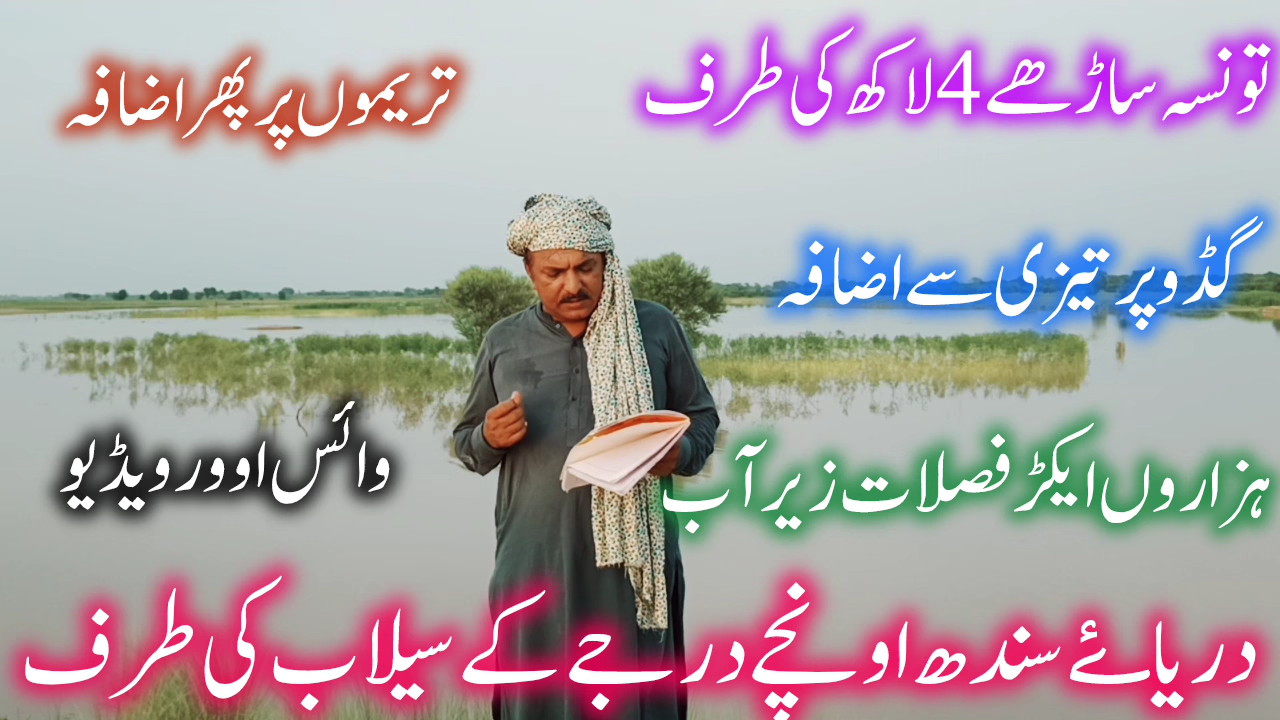 تونسہ ساڑھے 4 لاکھ کی طرف
تریموں پر پھر اضافہ
گڈو پر تیزی سے اضافہ
ہزاروں ایکڑ فصلات زیر آب
وائس اوور ویڈیو
دریائے سندھ اونچے درجے کے سیلاب کی طرف